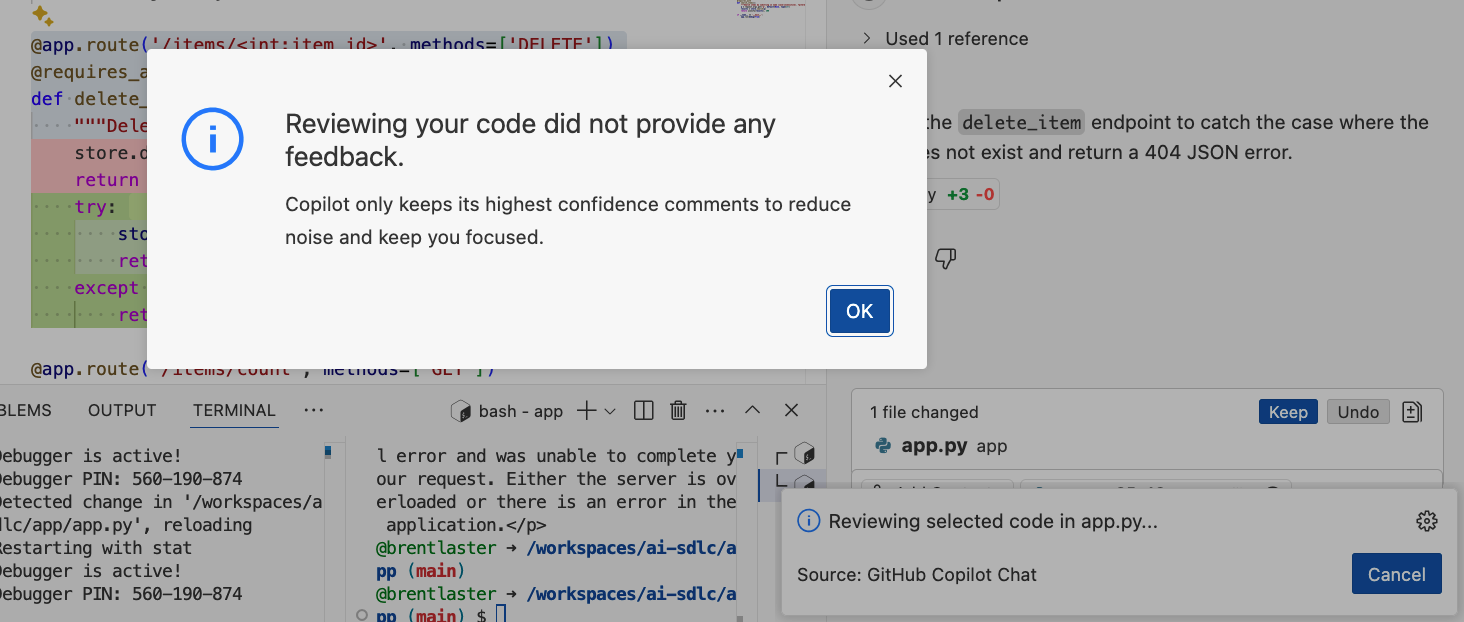 @app.route('/items/<int:item_id>', methods=['DELETE'])
@requires_a
def delete_
"""Dele
store.d
return
try:
sto
ret
except
ret
@app.route('/items/count', methods=['GET'])
Reviewing your code did not provide any
feedback.
Copilot only keeps its highest confidence comments to reduce
noise and keep you focused.
OK
Used 1 reference
the delete_item endpoint to catch the case where the
es not exist and return a 404 JSON error.
y +3 -0
BLEMS OUTPUT TERMINAL ...
bash - app
Debugger is active!
Debugger PIN: 560-190-874
Detected change in '/workspaces/a
dlc/app/app.py', reloading
Restarting with stat
Debugger is active!
Debugger PIN: 560-190-874
l error and was unable to complete y
our request. Either the server is ov
erloaded or there is an error in the
application.</p>
@brentlaster → /workspaces/ai-sdlc/a
pp (main)
@brentlaster → /workspaces/ai-sdlc/a
pp (main) $
1 file changed
Keep
Undo
app.py app
Reviewing selected code in app.py...
Source: GitHub Copilot Chat
Cancel